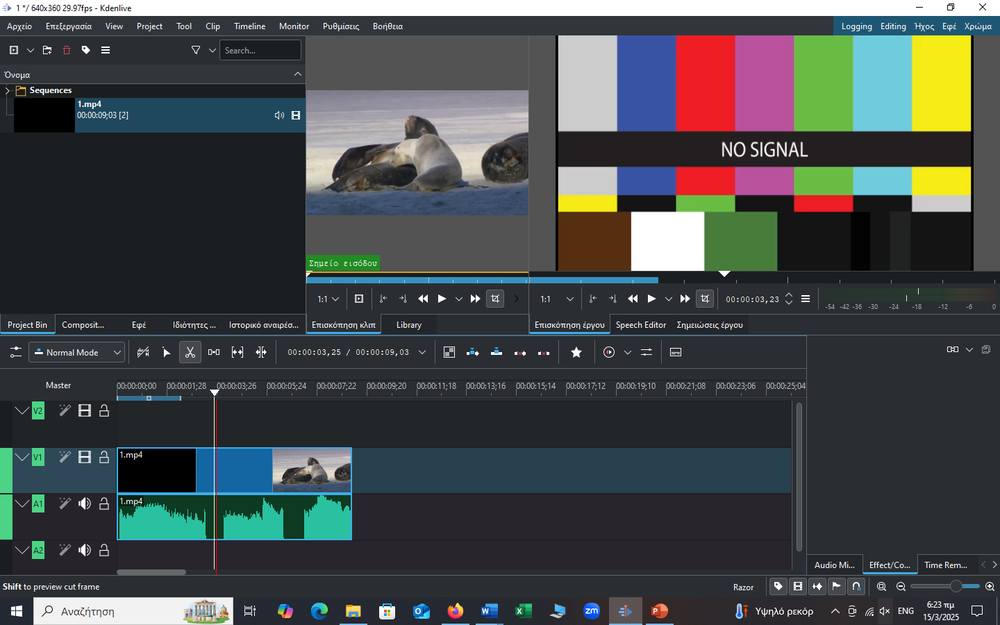 1 */ 640x360 29.97fps - Kdenlive
Αρχείο Επεξεργασία View Project Tool Clip Timeline Monitor Ρυθμίσεις Βοήθεια
Logging Editing Ήχος Εφέ Χρώμα
Search...
Όνομα
Sequences
1.mp4
00:00:09;03 [2]
NO SIGNAL
Σημείο εισόδου
1:1
1:1
00:00:03,23
-54 -42 -36 -30 -24 -18 -12 -6 0
Project Bin Composit... Εφέ Ιδιότητες ... Ιστορικό αναιρέσ...
Επισκόπηση κλιπ Library
Επισκόπηση έργου Speech Editor Σημειώσεις έργου
Normal Mode
00:00:03,25 / 00:00:09,03
Master
00:00:00;00 00:00:01;28 00:00:03;26 00:00:05;24 00:00:07;22 00:00:09;20 00:00:11;18 00:00:13;16 00:00:15;14 00:00:17;12 00:00:19;10 00:00:21;08 00:00:23;06 00:00:25;04
V2
V1
1.mp4
A1
1.mp4
A2
Audio Mi... Effect/Co... Time Rem...
Shift to preview cut frame
Razor
Αναζήτηση
zm
Υψηλό ρεκόρ
ENG
6:23 πμ
15/3/2025